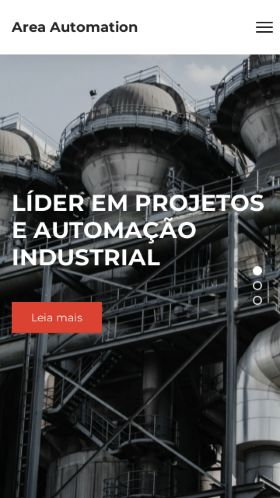 Area Automation
LÍDER EM PROJETOS
E AUTOMAÇÃO
INDUSTRIAL
Leia mais